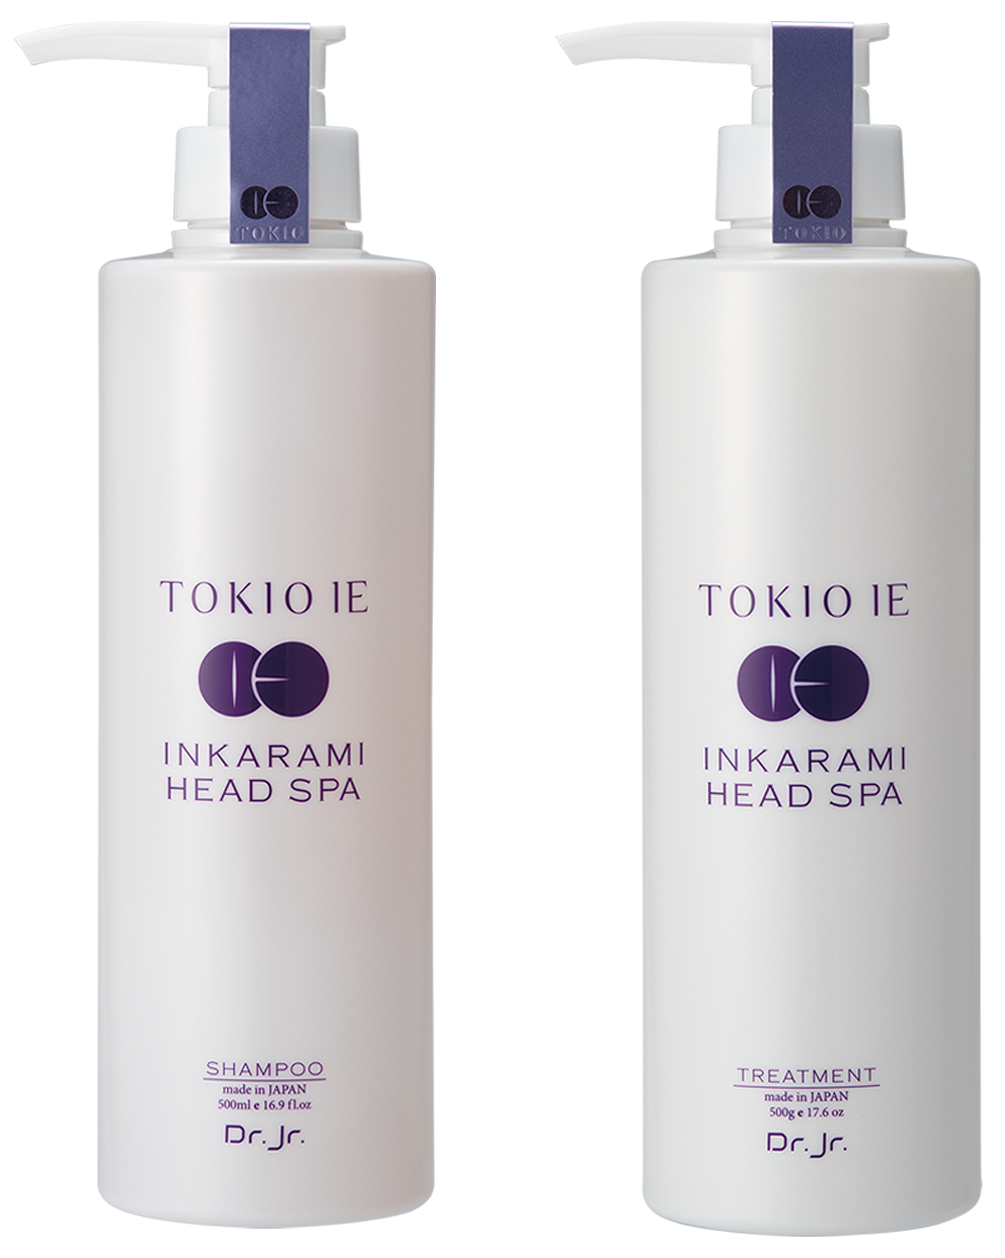 TOKIO
TOKIO IE
INKARAMI
HEAD SPA
SHAMPOO
made in JAPAN
500ml e 16.9 fl.oz
Dr.Jr.
TOKIO
TOKIO IE
INKARAMI
HEAD SPA
TREATMENT
made in JAPAN
500g e 17.6 oz
Dr.Jr.